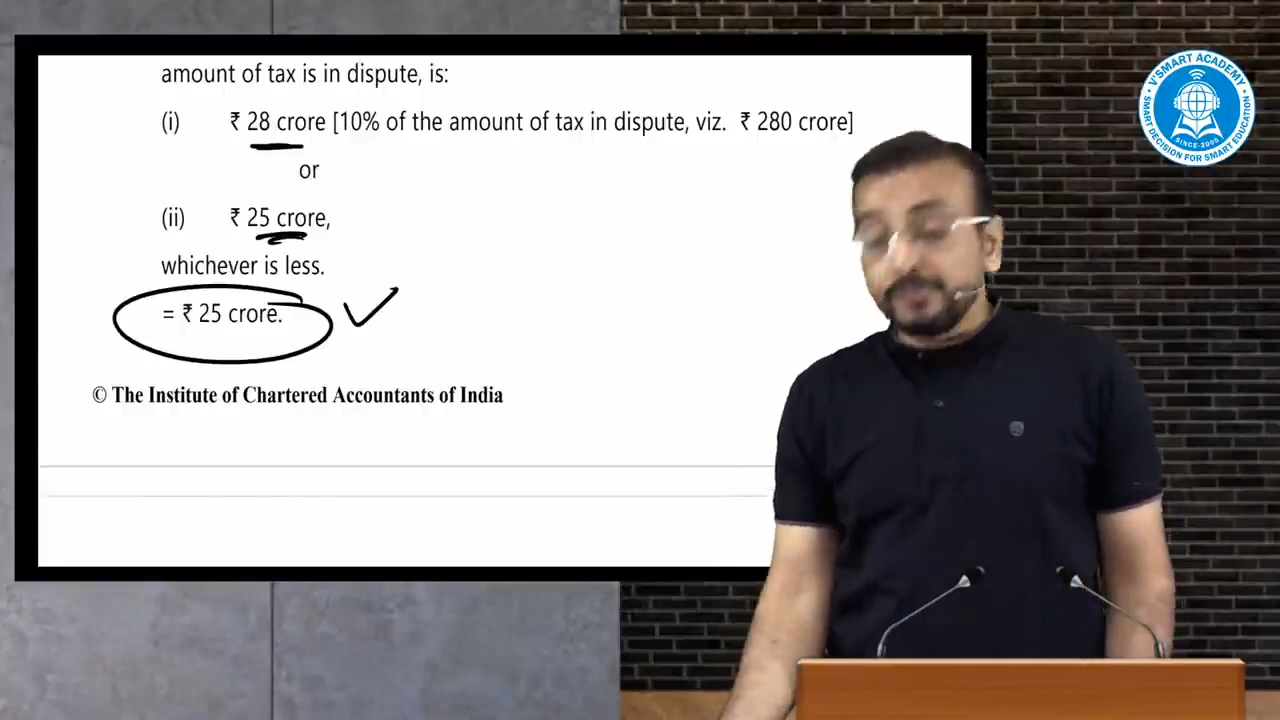 amount of tax is in dispute, is:
(i) ₹ 28 crore [10% of the amount of tax in dispute, viz. ₹ 280 crore]
or
(ii) ₹ 25 crore,
whichever is less.
= ₹ 25 crore.
© The Institute of Chartered Accountants of India
V'SMART ACADEMY
SMART DECISION FOR SMART EDUCATION
SINCE-2005